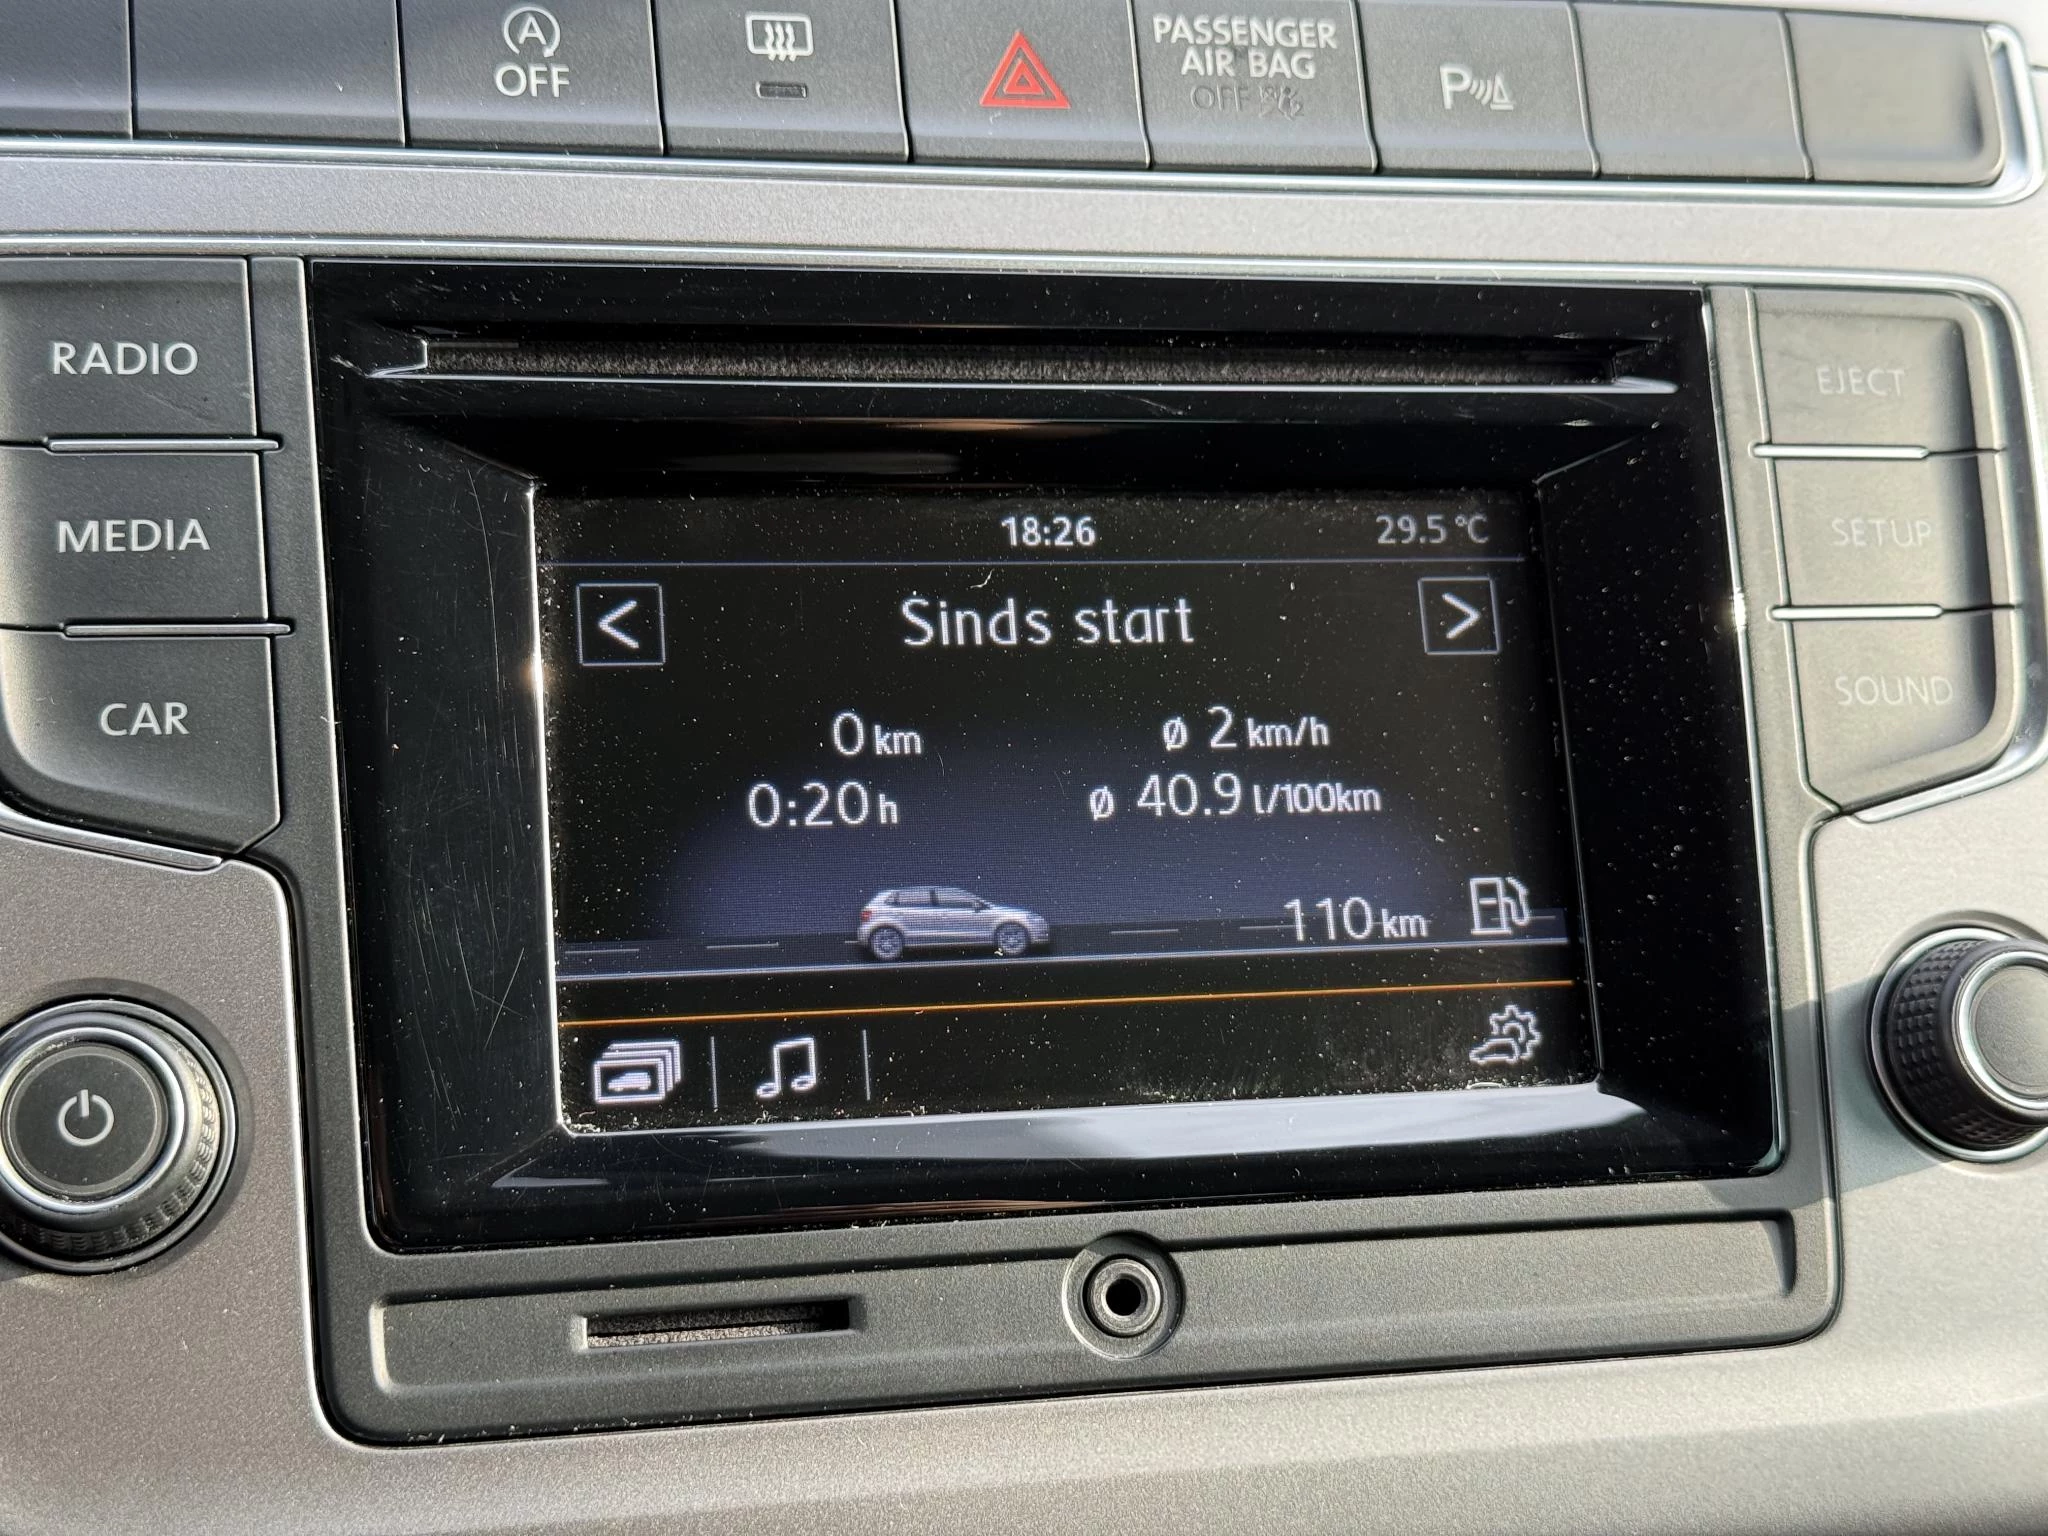 OFF
PASSENGER
AIR BAG
OFF
P
RADIO
MEDIA
CAR
EJECT
SETUP
SOUND
18:26
29.5 °C
<
Sinds start
>
0 km
ø 2 km/h
0:20 h
ø 40.9 l/100km
110 km